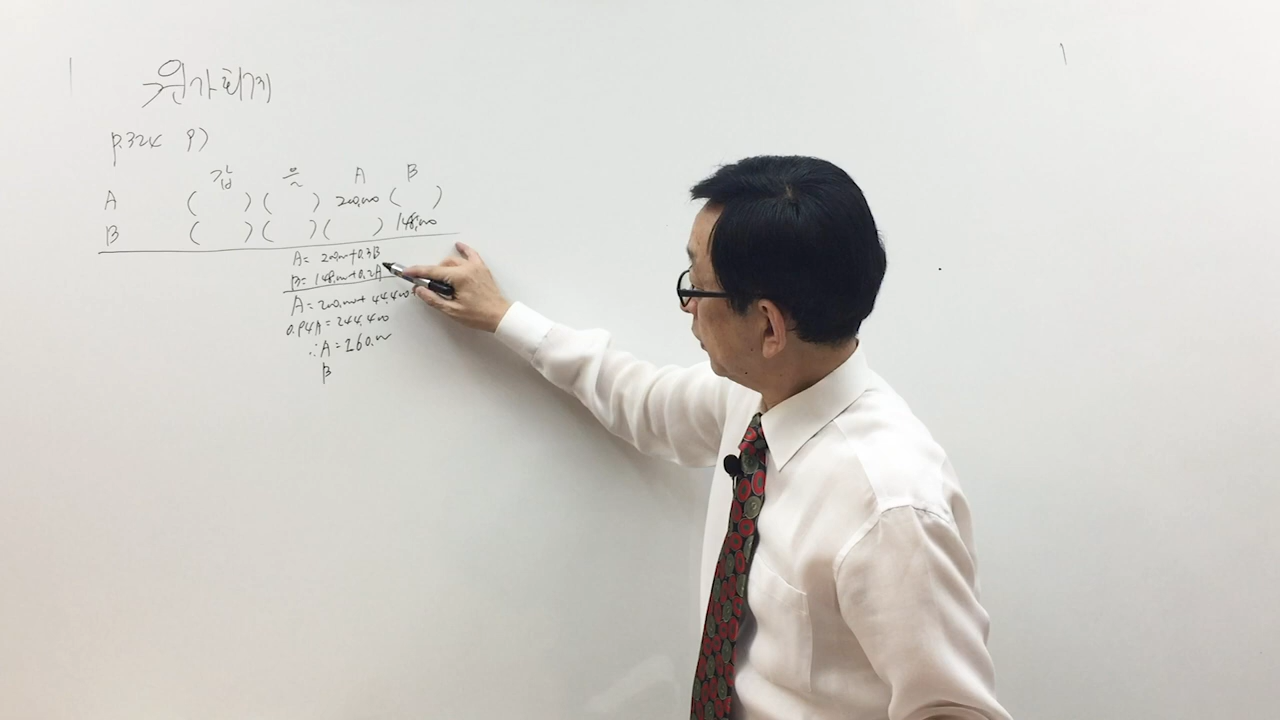 원가회계
p.324 9)
갑 을 A B
A ( ) ( ) 200,000 ( )
B ( ) ( ) ( ) 148,000
A = 200,000 + 0.3B
B = 148,000 + 0.2A
A = 200,000 + 44,400
0.94A = 244,400
∴ A = 260,000
B